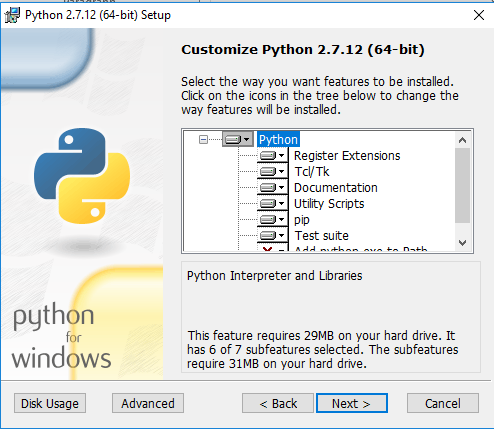 Python 2.7.12 (64-bit) Setup
Customize Python 2.7.12 (64-bit)
Select the way you want features to be installed.
Click on the icons in the tree below to change the
way features will be installed.
Python
Register Extensions
Tcl/Tk
Documentation
Utility Scripts
pip
Test suite
Add python.exe to Path
Python Interpreter and Libraries
This feature requires 29MB on your hard drive. It
has 6 of 7 subfeatures selected. The subfeatures
require 31MB on your hard drive.
python
for
windows
Disk Usage
Advanced
< Back
Next >
Cancel